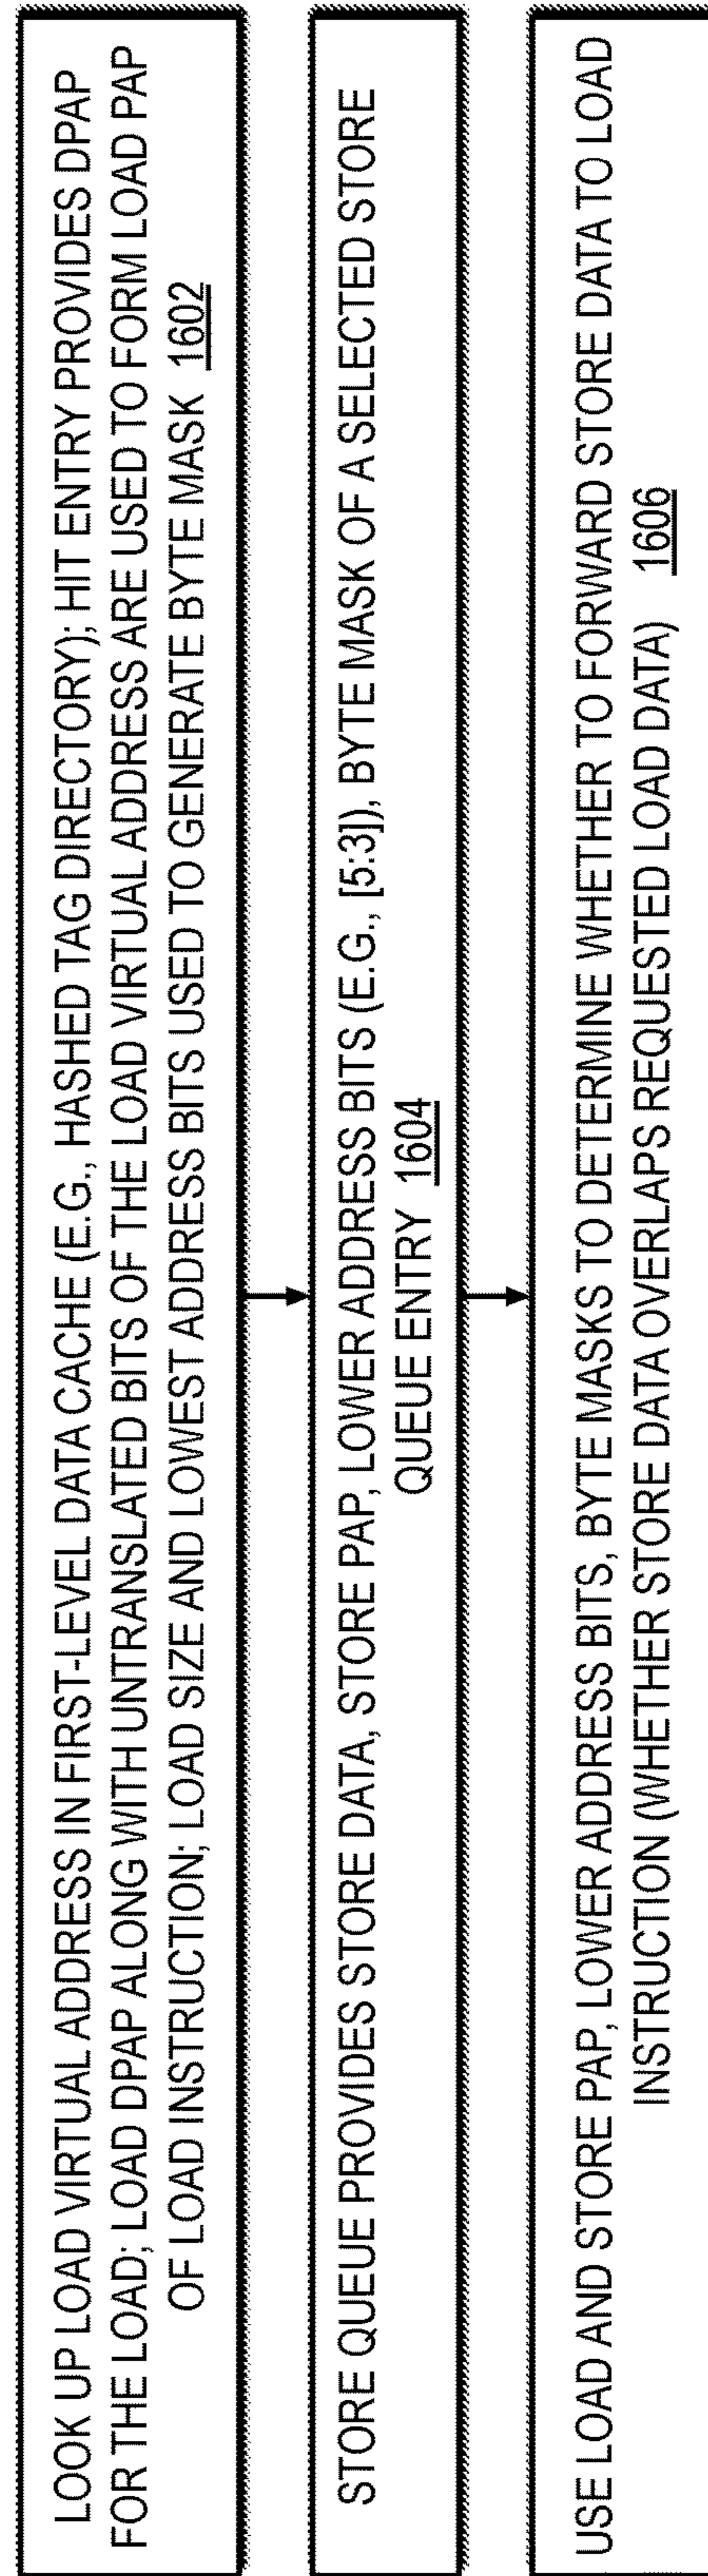 LOOK UP LOAD VIRTUAL ADDRESS IN FIRST-LEVEL DATA CACHE (E.G., HASHED TAG DIRECTORY); HIT ENTRY PROVIDES DPAP
FOR THE LOAD; LOAD DPAP ALONG WITH UNTRANSLATED BITS OF THE LOAD VIRTUAL ADDRESS ARE USED TO FORM LOAD PAP
OF LOAD INSTRUCTION; LOAD SIZE AND LOWEST ADDRESS BITS USED TO GENERATE BYTE MASK 1602
STORE QUEUE PROVIDES STORE DATA, STORE PAP, LOWER ADDRESS BITS (E.G., [5:3]), BYTE MASK OF A SELECTED STORE
QUEUE ENTRY 1604
USE LOAD AND STORE PAP, LOWER ADDRESS BITS, BYTE MASKS TO DETERMINE WHETHER TO FORWARD STORE DATA TO LOAD
INSTRUCTION (WHETHER STORE DATA OVERLAPS REQUESTED LOAD DATA) 1606